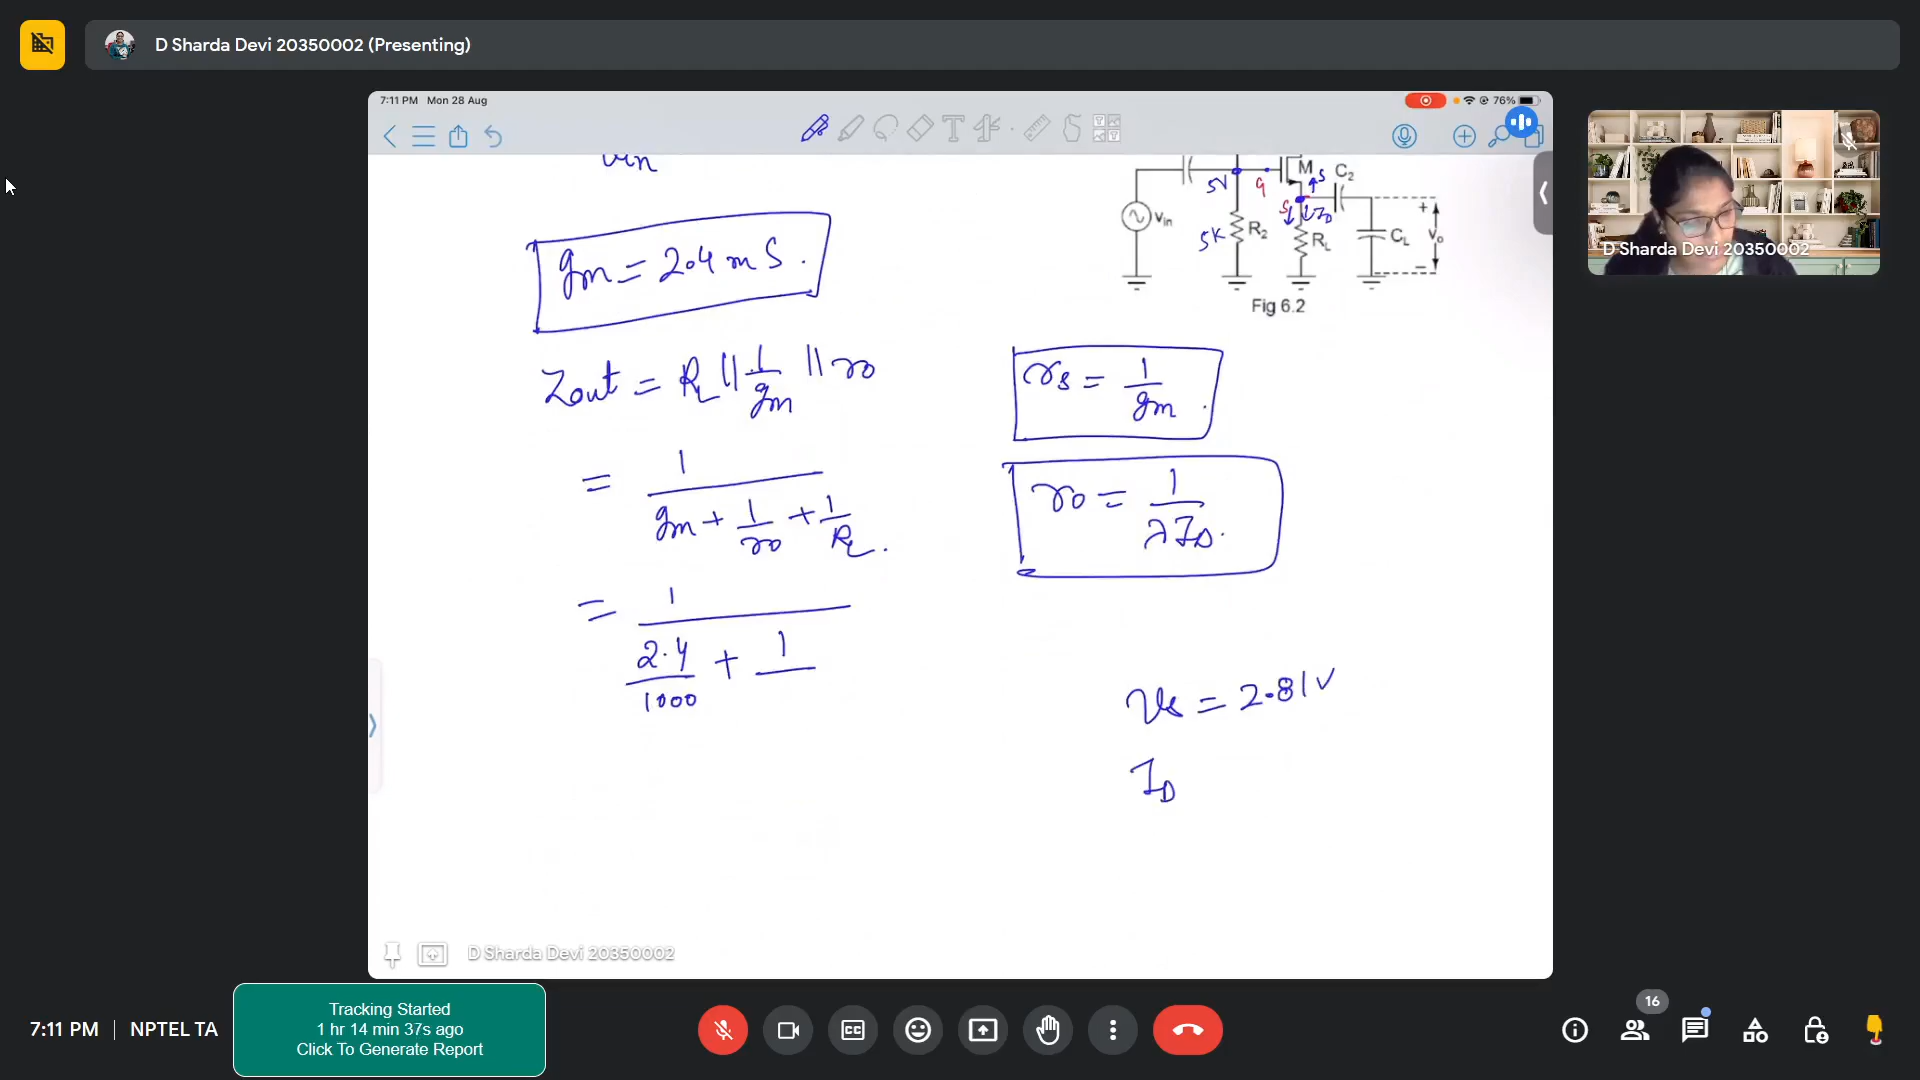 D Sharda Devi 20350002 (Presenting)
7:11 PM Mon 28 Aug
76%
Vin
gm = 2.4 mS.
Zout = RL || 1/gm || ro
= 1/(gm + 1/ro + 1/RL).
= 1/(2.4/1000 + 1/
M
S
C2
5V
G
Vin
5K
R2
S
ID
RL
CL
+
Vo
-
Fig 6.2
rs = 1/gm.
ro = 1/λID.
Vs = 2.81V
ID
D Sharda Devi 20350002
D Sharda Devi 20350002
7:11 PM | NPTEL TA
Tracking Started
1 hr 14 min 37s ago
Click To Generate Report
CC
16